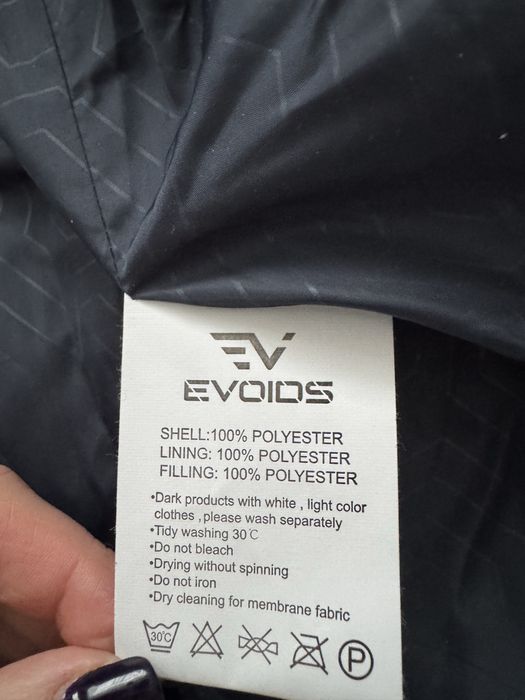 EV
EVOIDS
SHELL:100% POLYESTER
LINING: 100% POLYESTER
FILLING: 100% POLYESTER
•Dark products with white , light color
clothes ,please wash separately
•Tidy washing 30℃
•Do not bleach
•Drying without spinning
•Do not iron
•Dry cleaning for membrane fabric
30℃
P